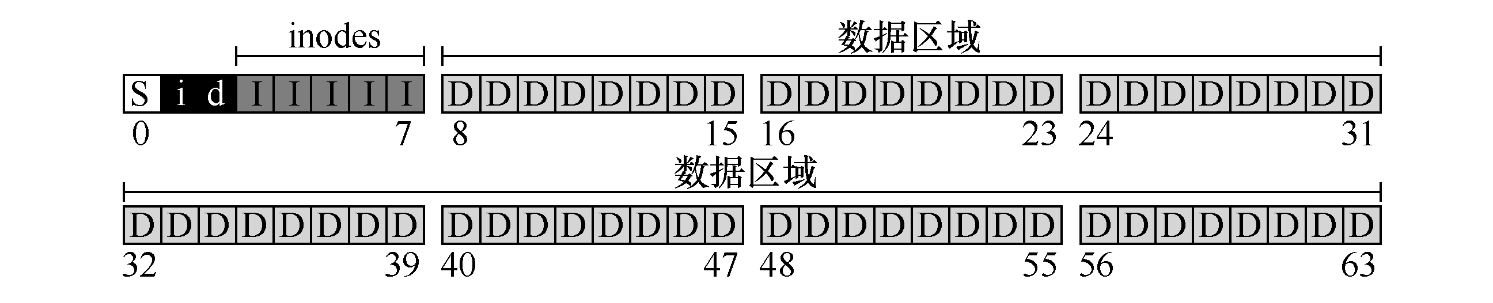 inodes 数据区域
S i d I I I I I D D D D D D D D D D D D D D D D D D D D D D D D
0 7 8 15 16 23 24 31
数据区域
D D D D D D D D D D D D D D D D D D D D D D D D D D D D D D D D
32 39 40 47 48 55 56 63